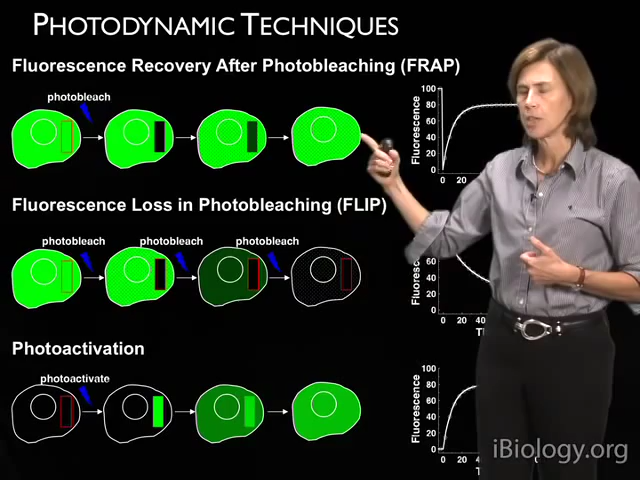 PHOTODYNAMIC TECHNIQUES
Fluorescence Recovery After Photobleaching (FRAP)
photobleach
Fluorescence
100
80
60
40
20
0
0 20
Fluorescence Loss in Photobleaching (FLIP)
photobleach photobleach photobleach
Fluorescence
60
40
20
0
0 20 40
Photoactivation
photoactivate
Fluorescence
100
80
60
40
20
0
0 20 40
iBiology.org